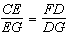 CE/EG = FD/DG